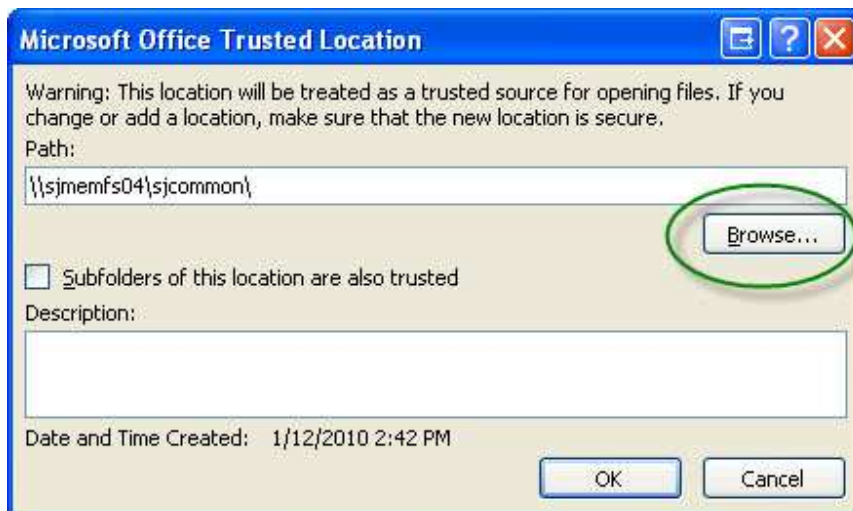 Microsoft Office Trusted Location
Warning: This location will be treated as a trusted source for opening files. If you
change or add a location, make sure that the new location is secure.
Path:
\\sjmemfs04\sjcommon\
Browse...
Subfolders of this location are also trusted
Description:
Date and Time Created: 1/12/2010 2:42 PM
OK Cancel